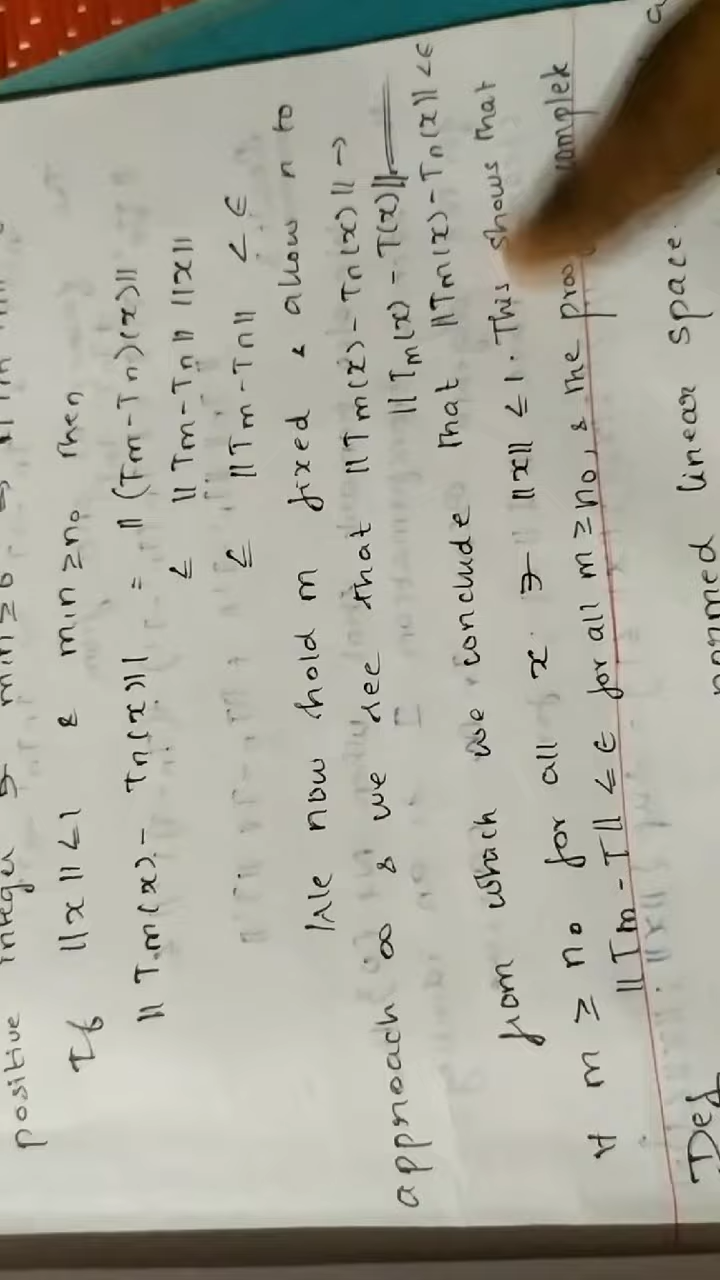 positive integer ∋ m,n ≥
If ||x|| ≤ 1 & m,n ≥ n₀ then
|| Tm(x) - Tn(x) || = || (Tm - Tn)(x) ||
≤ || Tm - Tn || ||x||
≤ || Tm - Tn || < ∈
We now hold m fixed & allow n to
approach ∞ & we see that || Tm(x) - Tn(x) || →
|| Tm(x) - T(x) ||
from which we conclude that || Tm(x) - Tn(x) || < ∈
∀ m ≥ n₀ for all x ∋ ||x|| ≤ 1. This shows that
|| Tm - T || ≤ ∈ for all m ≥ n₀, & the
Def normed linear space.